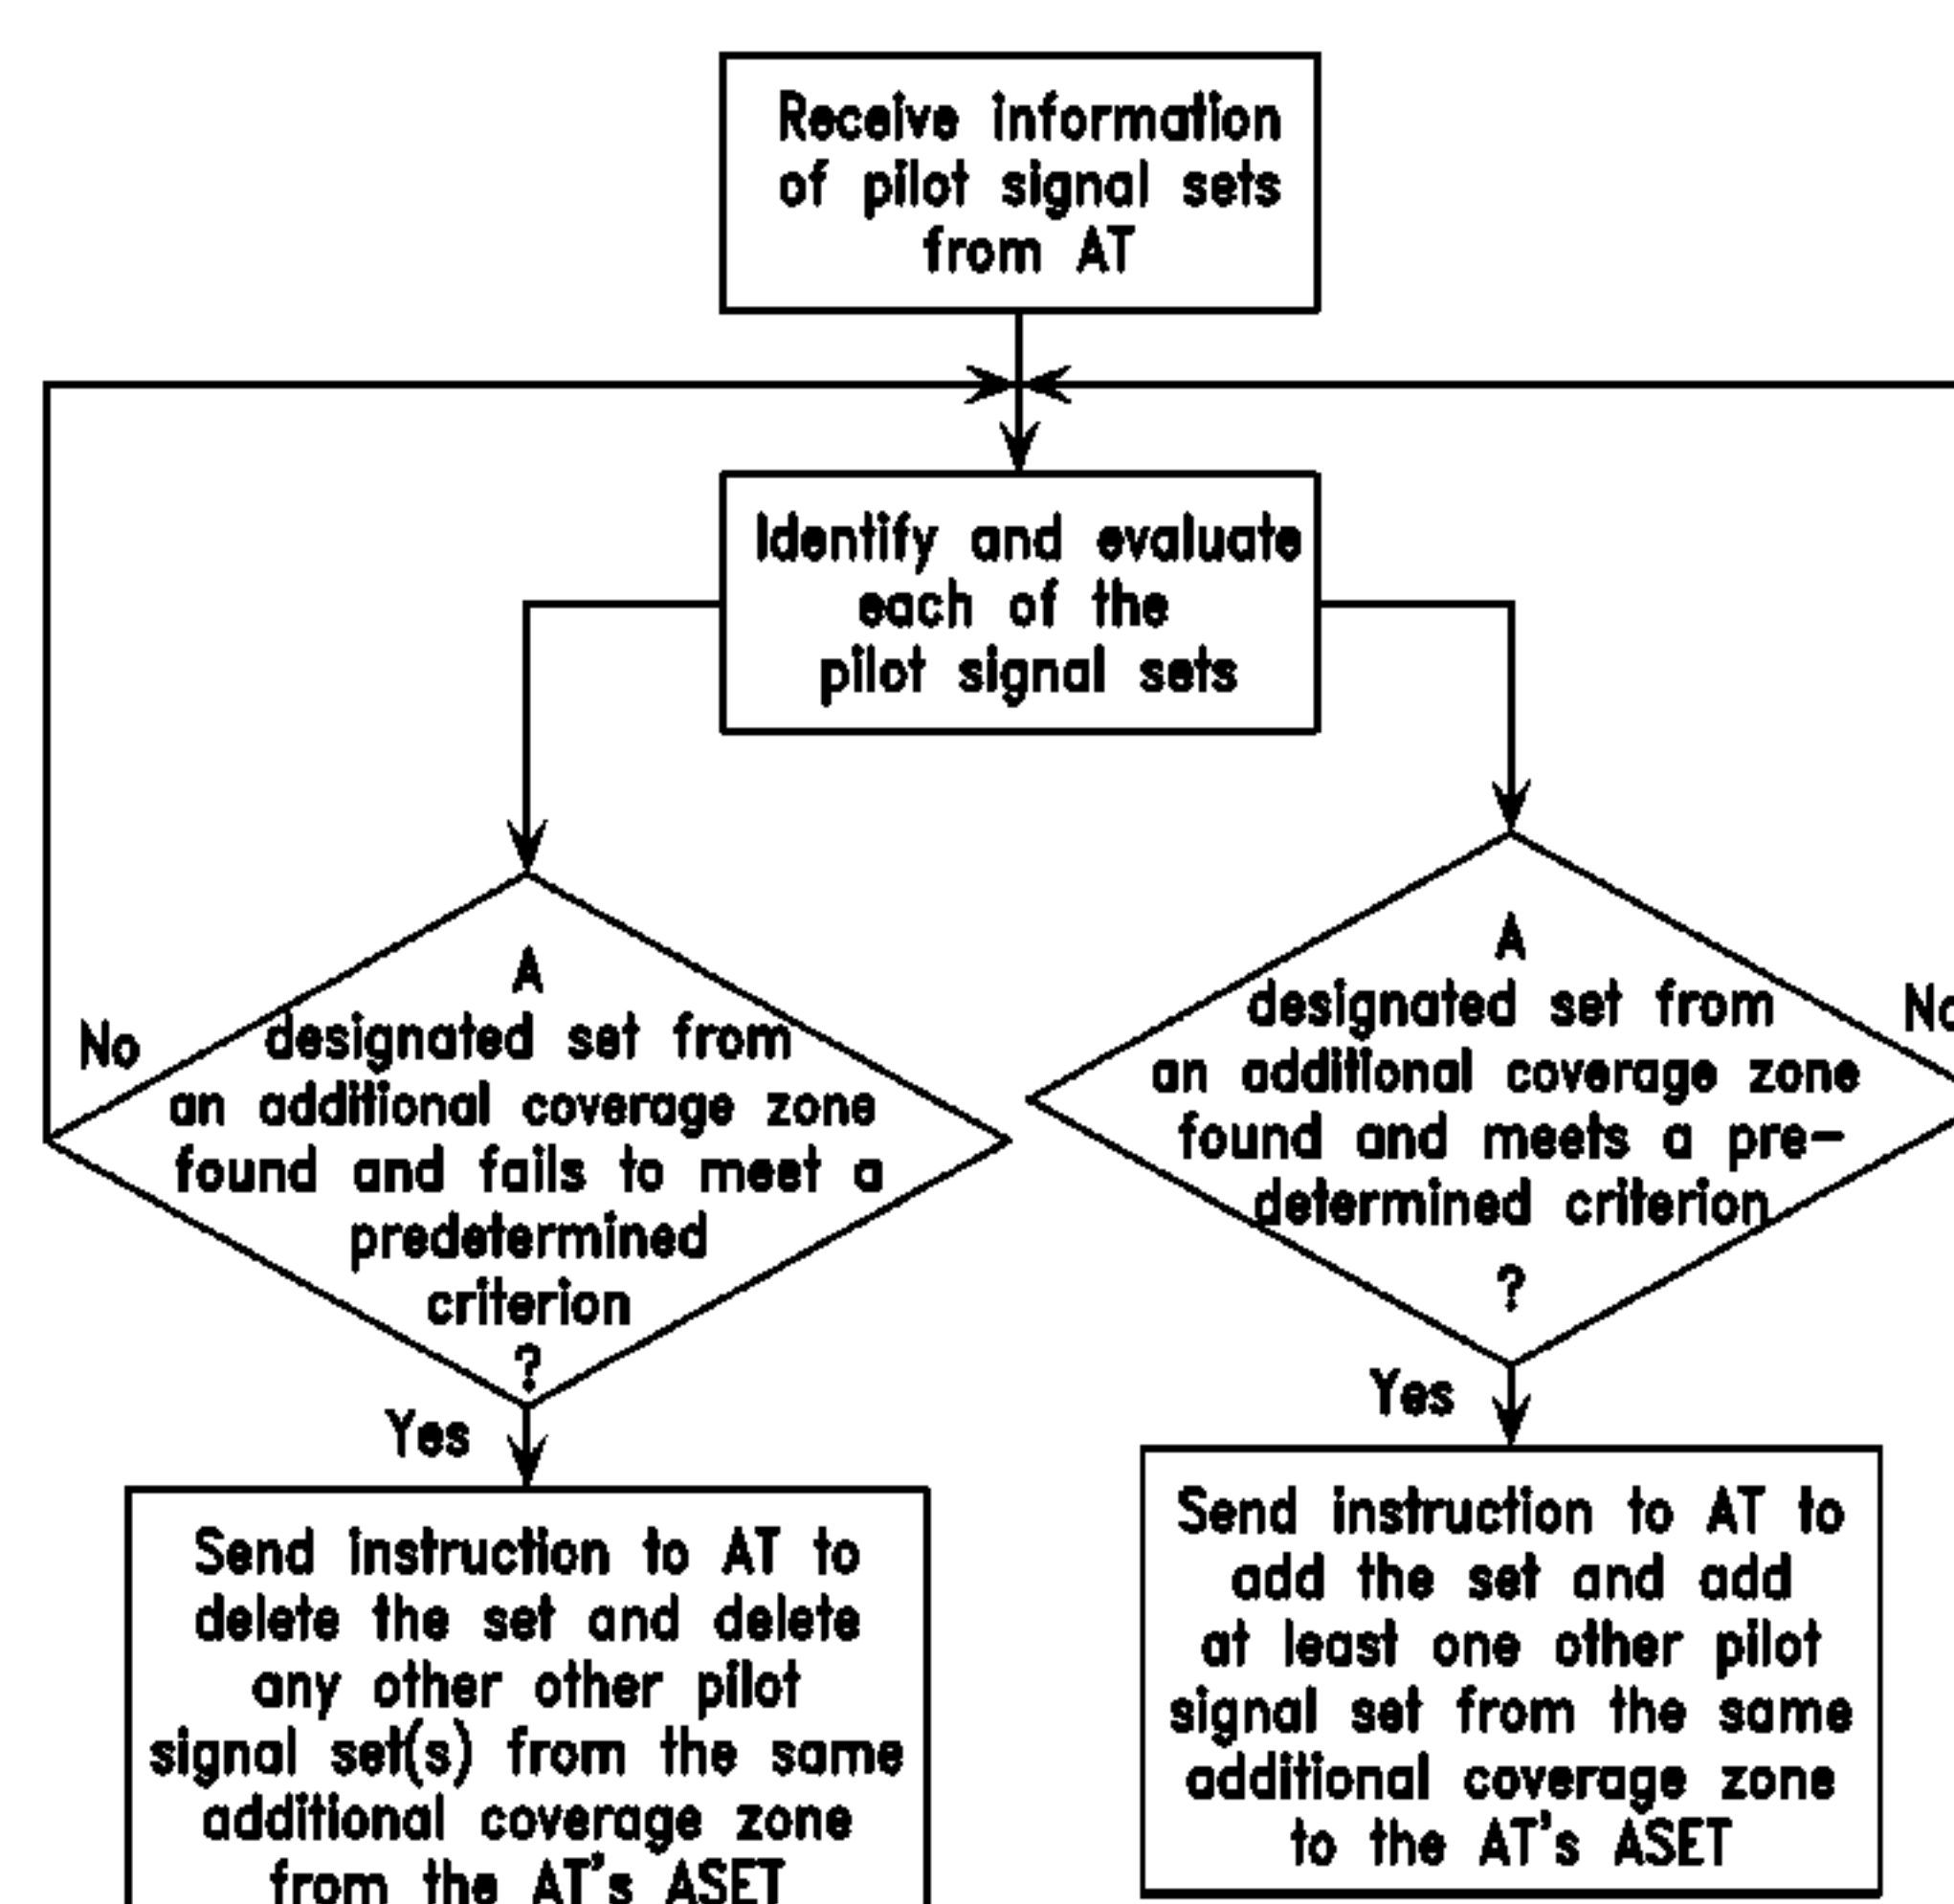 Receive information
of pilot signal sets
from AT
Identify and evaluate
each of the
pilot signal sets
No
A
designated set from
an additional coverage zone
found and fails to meet a
predetermined
criterion
?
Yes
Send instruction to AT to
delete the set and delete
any other other pilot
signal set(s) from the same
additional coverage zone
from the AT's ASET
A
designated set from
an additional coverage zone
found and meets a pre-
determined criterion
?
No
Yes
Send instruction to AT to
add the set and add
at least one other pilot
signal set from the same
additional coverage zone
to the AT's ASET